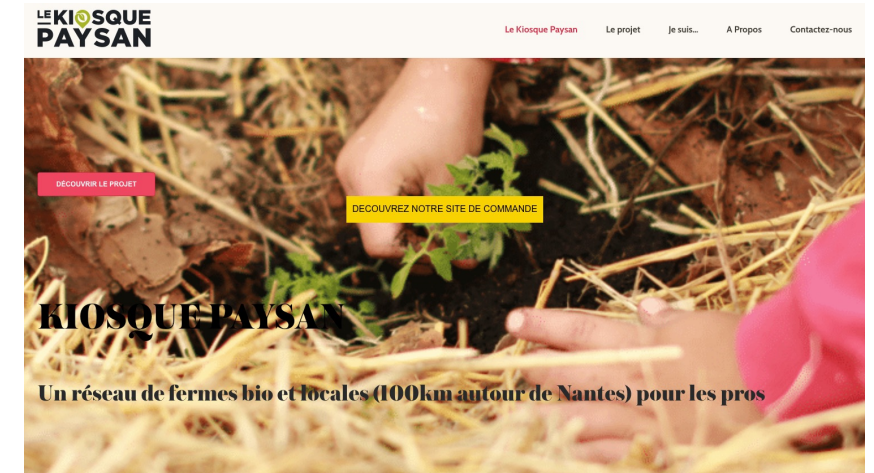 LE KIOSQUE
PAYSAN
Le Kiosque Paysan Le projet Je suis... A Propos Contactez-nous
DÉCOUVRIR LE PROJET
DECOUVREZ NOTRE SITE DE COMMANDE
KIOSQUE PAYSAN
Un réseau de fermes bio et locales (100km autour de Nantes) pour les pros